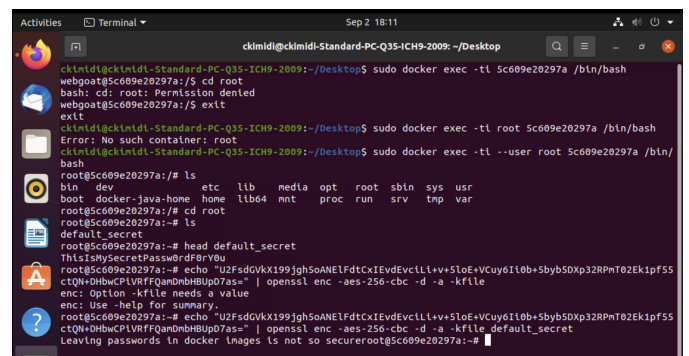 Activities
Terminal
Sep 2 18:11
ckimidi@ckimidi-Standard-PC-Q35-ICH9-2009: ~/Desktop
ckimidi@ckimidi-Standard-PC-Q35-ICH9-2009:~/Desktop$ sudo docker exec -ti 5c609e20297a /bin/bash
webgoat@5c609e20297a:/$ cd root
bash: cd: root: Permission denied
webgoat@5c609e20297a:/$ exit
exit
ckimidi@ckimidi-Standard-PC-Q35-ICH9-2009:~/Desktop$ sudo docker exec -ti root 5c609e20297a /bin/bash
Error: No such container: root
ckimidi@ckimidi-Standard-PC-Q35-ICH9-2009:~/Desktop$ sudo docker exec -ti --user root 5c609e20297a /bin/
bash
root@5c609e20297a:/# ls
bin dev etc lib media opt root sbin sys usr
boot docker-java-home home lib64 mnt proc run srv tmp var
root@5c609e20297a:/# cd root
root@5c609e20297a:~# ls
default_secret
root@5c609e20297a:~# head default_secret
ThisIsMySecretPassw0rdF0rY0u
root@5c609e20297a:~# echo "U2FsdGVkX199jgh5oANElFdtCxIEvdEvciLi+v+5loE+VCuy6Ii0b+5byb5DXp32RPmT02Ek1pf55
ctQN+DHbwCPiVRfFQamDmbHBUpD7as=" | openssl enc -aes-256-cbc -d -a -kfile
enc: Option -kfile needs a value
enc: Use -help for summary.
root@5c609e20297a:~# echo "U2FsdGVkX199jgh5oANElFdtCxIEvdEvciLi+v+5loE+VCuy6Ii0b+5byb5DXp32RPmT02Ek1pf55
ctQN+DHbwCPiVRfFQamDmbHBUpD7as=" | openssl enc -aes-256-cbc -d -a -kfile default_secret
Leaving passwords in docker images is not so secureroot@5c609e20297a:~#